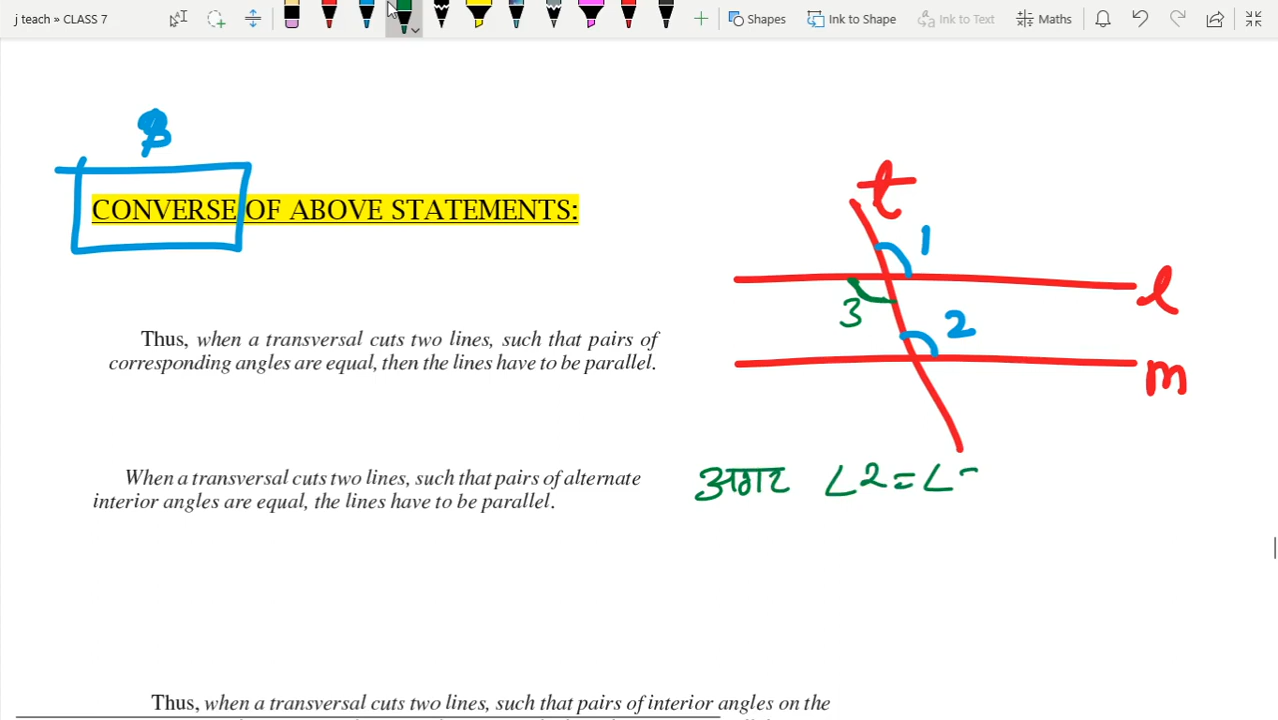 j teach » CLASS 7
Shapes
Ink to Shape
Ink to Text
Maths
CONVERSE OF ABOVE STATEMENTS:
t
1
l
3
2
m
Thus, when a transversal cuts two lines, such that pairs of
corresponding angles are equal, then the lines have to be parallel.
When a transversal cuts two lines, such that pairs of alternate
interior angles are equal, the lines have to be parallel.
अगर ∠2=∠
Thus, when a transversal cuts two lines, such that pairs of interior angles on the